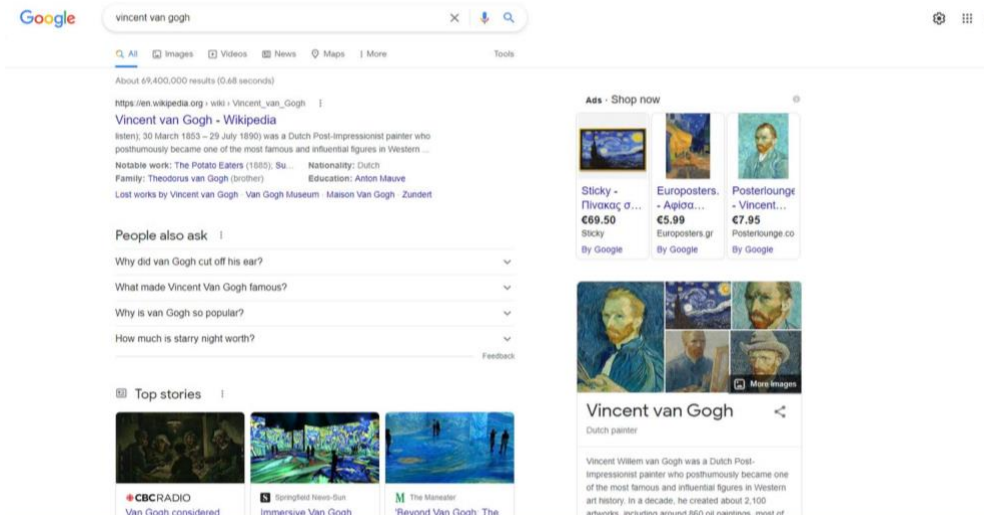 Google
vincent van gogh
All Images Videos News Maps More Tools
About 69,400,000 results (0.68 seconds)
https://en.wikipedia.org › wiki › Vincent_van_Gogh
Vincent van Gogh - Wikipedia
listen); 30 March 1853 – 29 July 1890) was a Dutch Post-Impressionist painter who
posthumously became one of the most famous and influential figures in Western ...
Notable work: The Potato Eaters (1885); Su... Nationality: Dutch
Family: Theodorus van Gogh (brother) Education: Anton Mauve
Lost works by Vincent van Gogh · Van Gogh Museum · Maison Van Gogh · Zundert
People also ask
Why did van Gogh cut off his ear?
What made Vincent Van Gogh famous?
Why is van Gogh so popular?
How much is starry night worth?
Feedback
Top stories
CBC RADIO
Van Gogh considered
Springfield News-Sun
Immersive Van Gogh
M The Maneater
'Beyond Van Gogh: The
Ads · Shop now
Sticky -
Πίνακας σ...
€69.50
Sticky
By Google
Europosters.
- Αφίσα...
€5.99
Europosters.gr
By Google
Posterlounge
- Vincent...
€7.95
Posterlounge.co
By Google
More Images
Vincent van Gogh
Dutch painter
Vincent Willem van Gogh was a Dutch Post-
Impressionist painter who posthumously became one
of the most famous and influential figures in Western
art history. In a decade, he created about 2,100
artworks, including around 860 oil paintings, most of